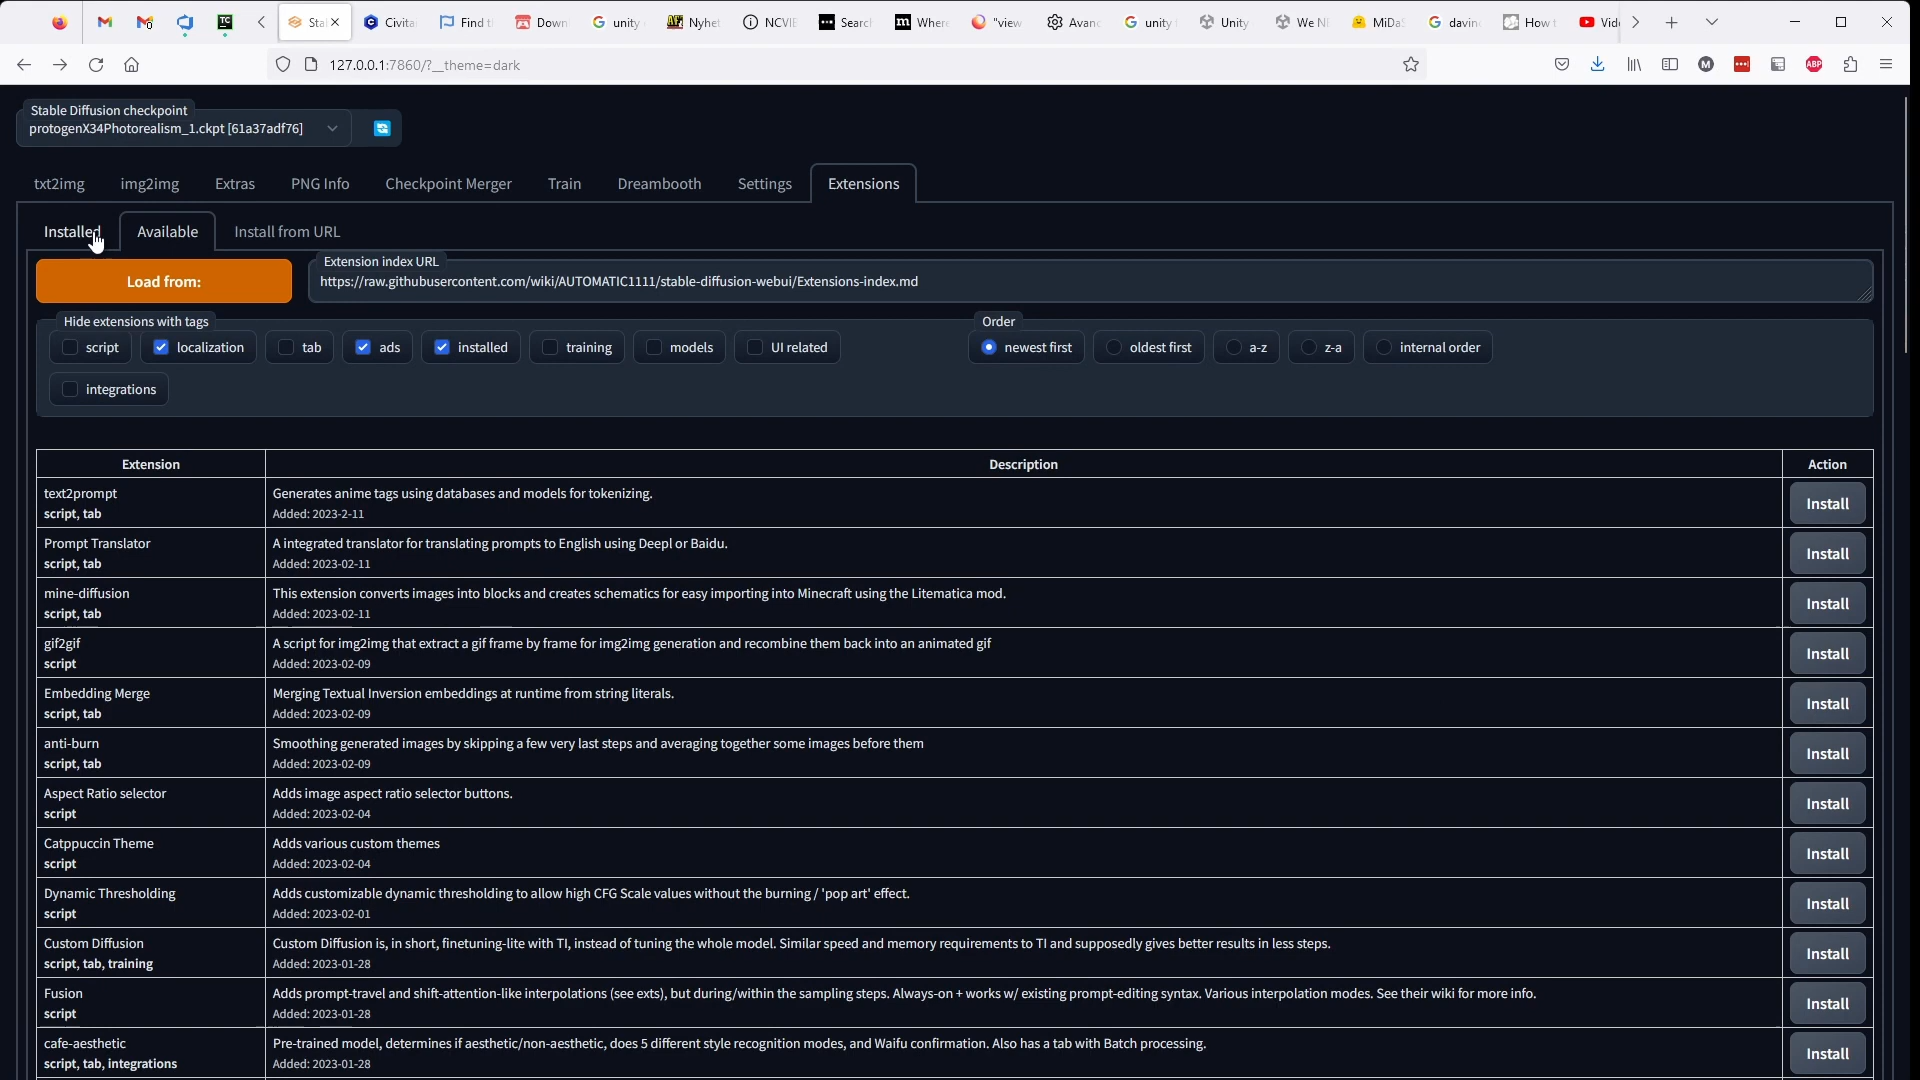 Sta
Civita
Find t
Down
unity
Nyhet
NCVIE
Searc
Where
"view
Avanc
unity
Unity
We N
MiDaS
davin
How t
Vid
127.0.0.1:7860/?__theme=dark
Stable Diffusion checkpoint
protogenX34Photorealism_1.ckpt [61a37adf76]
txt2img
img2img
Extras
PNG Info
Checkpoint Merger
Train
Dreambooth
Settings
Extensions
Installed
Available
Install from URL
Load from:
Extension index URL
https://raw.githubusercontent.com/wiki/AUTOMATIC1111/stable-diffusion-webui/Extensions-index.md
Hide extensions with tags
script
localization
tab
ads
installed
training
models
UI related
integrations
Order
newest first
oldest first
a-z
z-a
internal order
Extension
Description
Action
text2prompt
script, tab
Generates anime tags using databases and models for tokenizing.
Added: 2023-2-11
Install
Prompt Translator
script, tab
A integrated translator for translating prompts to English using Deepl or Baidu.
Added: 2023-02-11
Install
mine-diffusion
script, tab
This extension converts images into blocks and creates schematics for easy importing into Minecraft using the Litematica mod.
Added: 2023-02-11
Install
gif2gif
script
A script for img2img that extract a gif frame by frame for img2img generation and recombine them back into an animated gif
Added: 2023-02-09
Install
Embedding Merge
script, tab
Merging Textual Inversion embeddings at runtime from string literals.
Added: 2023-02-09
Install
anti-burn
script, tab
Smoothing generated images by skipping a few very last steps and averaging together some images before them
Added: 2023-02-09
Install
Aspect Ratio selector
script
Adds image aspect ratio selector buttons.
Added: 2023-02-04
Install
Catppuccin Theme
script
Adds various custom themes
Added: 2023-02-04
Install
Dynamic Thresholding
script
Adds customizable dynamic thresholding to allow high CFG Scale values without the burning / 'pop art' effect.
Added: 2023-02-01
Install
Custom Diffusion
script, tab, training
Custom Diffusion is, in short, finetuning-lite with TI, instead of tuning the whole model. Similar speed and memory requirements to TI and supposedly gives better results in less steps.
Added: 2023-01-28
Install
Fusion
script
Adds prompt-travel and shift-attention-like interpolations (see exts), but during/within the sampling steps. Always-on + works w/ existing prompt-editing syntax. Various interpolation modes. See their wiki for more info.
Added: 2023-01-28
Install
cafe-aesthetic
script, tab, integrations
Pre-trained model, determines if aesthetic/non-aesthetic, does 5 different style recognition modes, and Waifu confirmation. Also has a tab with Batch processing.
Added: 2023-01-28
Install